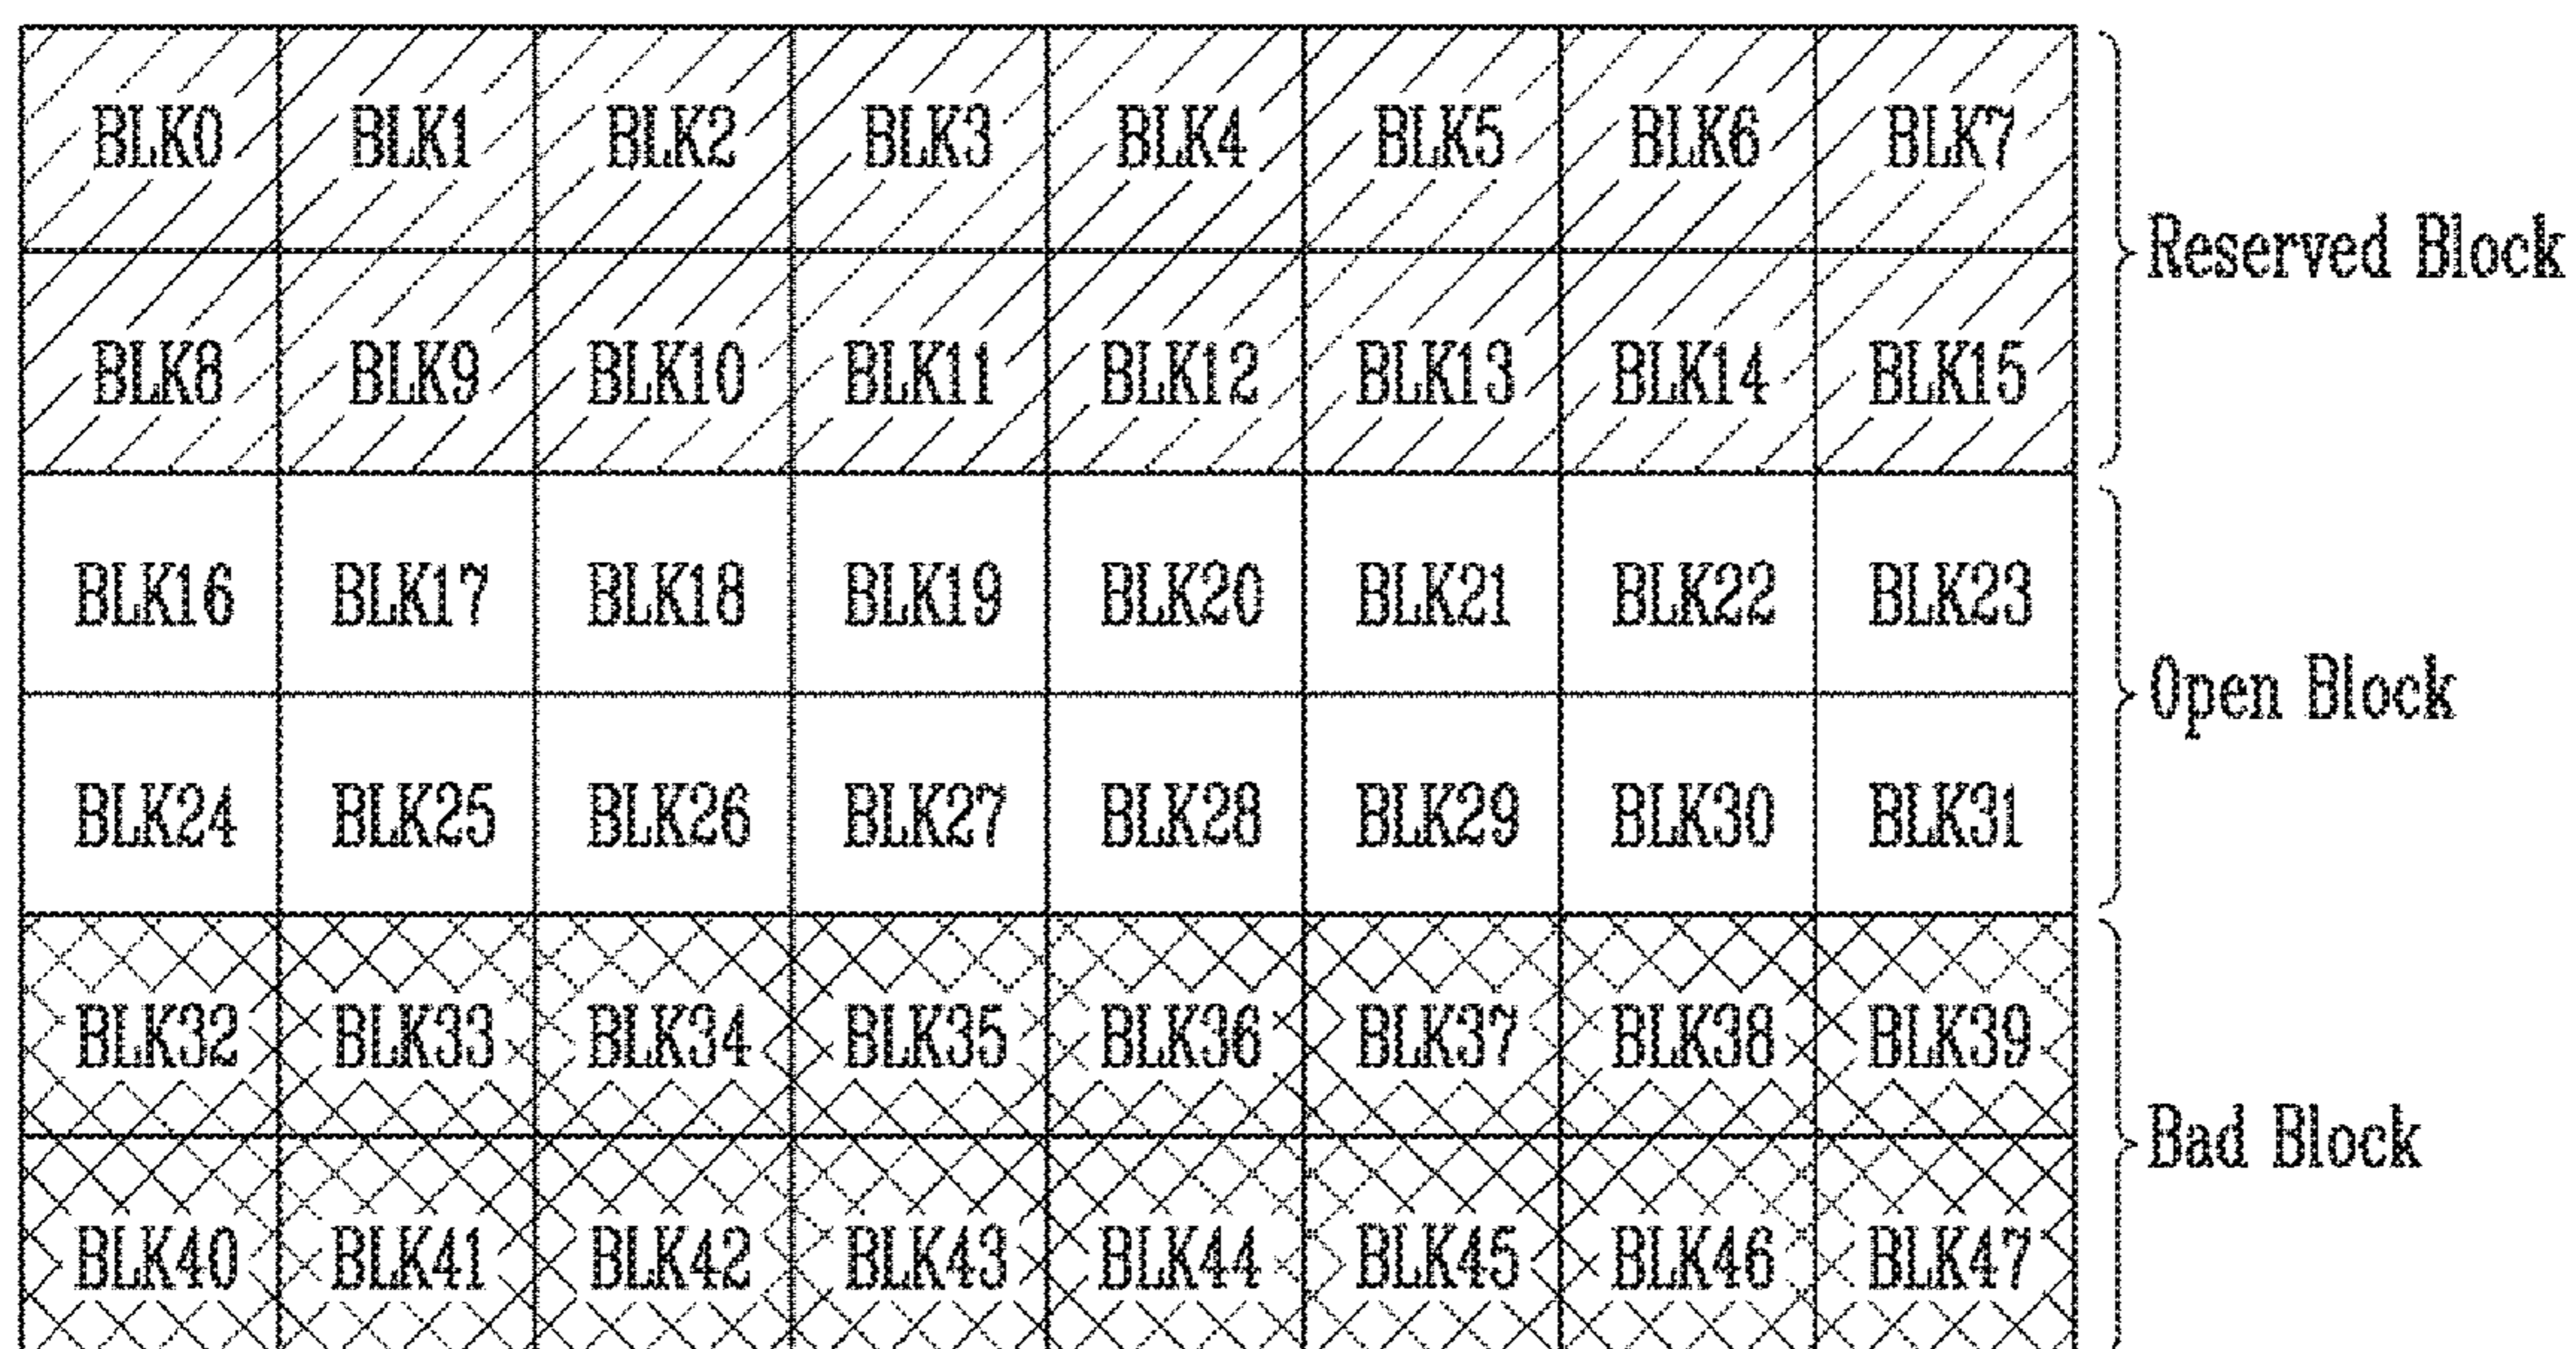 BLK0 BLK1 BLK2 BLK3 BLK4 BLK5 BLK6 BLK7
Reserved Block
BLK8 BLK9 BLK10 BLK11 BLK12 BLK13 BLK14 BLK15
BLK16 BLK17 BLK18 BLK19 BLK20 BLK21 BLK22 BLK23
Open Block
BLK24 BLK25 BLK26 BLK27 BLK28 BLK29 BLK30 BLK31
BLK32 BLK33 BLK34 BLK35 BLK36 BLK37 BLK38 BLK39
Bad Block
BLK40 BLK41 BLK42 BLK43 BLK44 BLK45 BLK46 BLK47